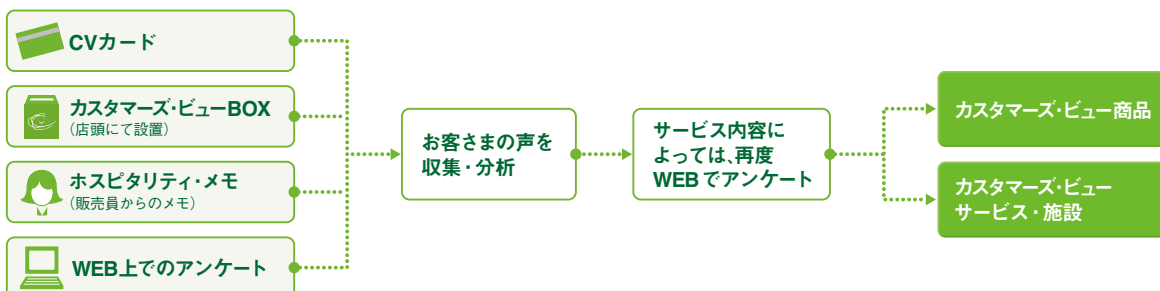 CVカード
カスタマーズ・ビューBOX
（店頭にて設置）
ホスピタリティ・メモ
（販売員からのメモ）
WEB上でのアンケート
お客さまの声を
収集・分析
サービス内容に
よっては、再度
WEBでアンケート
カスタマーズ・ビュー商品
カスタマーズ・ビュー
サービス・施設